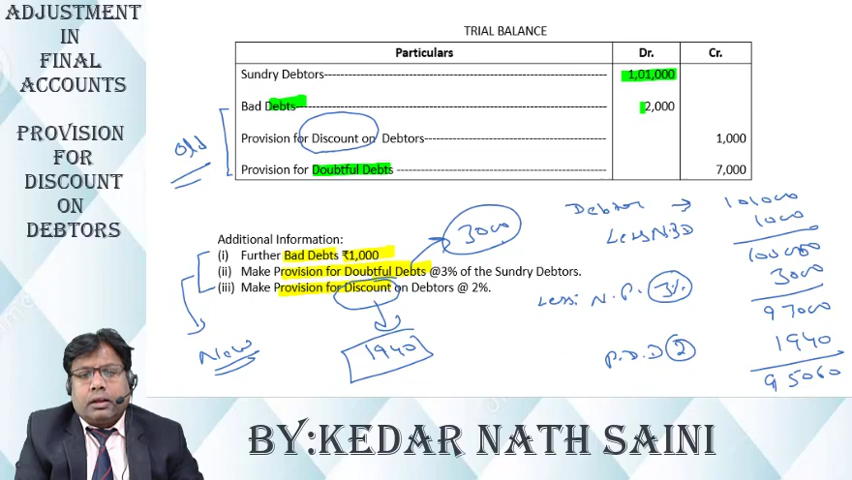 ADJUSTMENT
IN
FINAL
ACCOUNTS
PROVISION
FOR
DISCOUNT
ON
DEBTORS
TRIAL BALANCE
Particulars Dr. Cr.
Sundry Debtors 1,01,000
Bad Debts 2,000
Provision for Discount on Debtors 1,000
Provision for Doubtful Debts 7,000
Old
Additional Information:
(i) Further Bad Debts ₹1,000
(ii) Make Provision for Doubtful Debts @3% of the Sundry Debtors.
(iii) Make Provision for Discount on Debtors @ 2%.
3000
New
1940
Debtor → 101000
Less NBD 1000
100000
Less: N.P. 3% 3000
97000
P.D.D 2 1940
95060
BY:KEDAR NATH SAINI